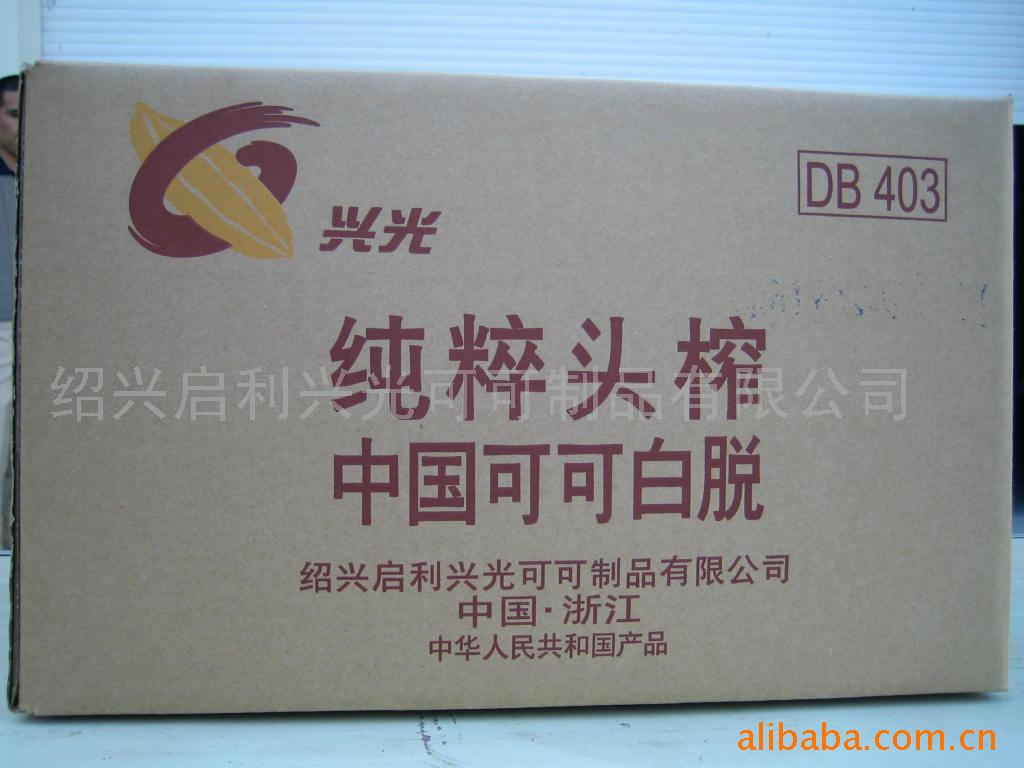 兴光
DB 403
纯粹头榨
绍兴启利兴光可可制品有限公司
中国可可白脱
绍兴启利兴光可可制品有限公司
中国·浙江
中华人民共和国产品
alibaba.com.cn